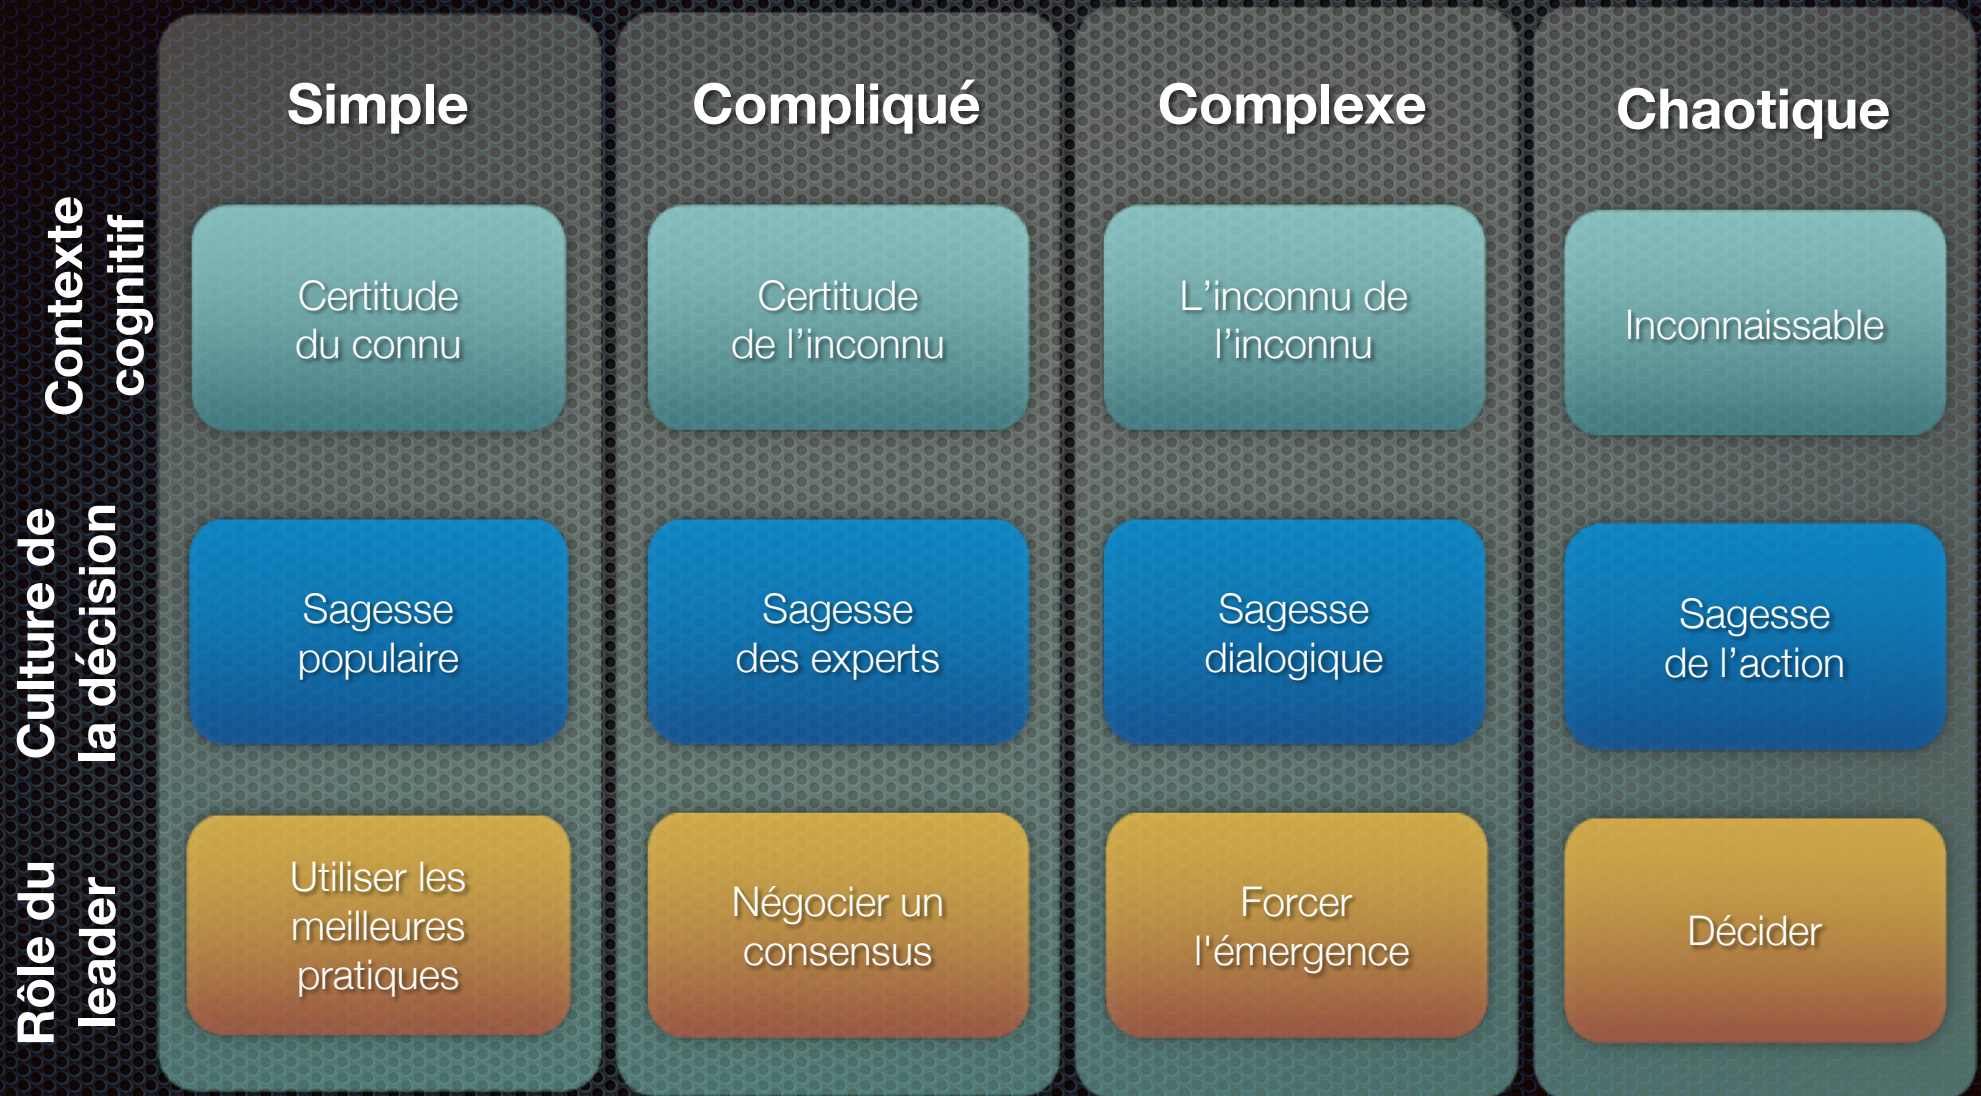 Simple
Compliqué
Complexe
Chaotique
Contexte
cognitif
Certitude
du connu
Certitude
de l’inconnu
L’inconnu de
l’inconnu
Inconnaissable
Culture de
la décision
Sagesse
populaire
Sagesse
des experts
Sagesse
dialogique
Sagesse
de l’action
Rôle du
leader
Utiliser les
meilleures
pratiques
Négocier un
consensus
Forcer
l'émergence
Décider